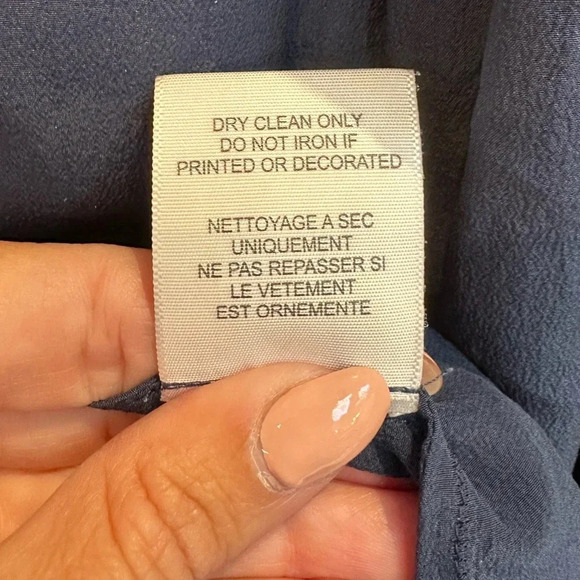 DRY CLEAN ONLY
DO NOT IRON IF
PRINTED OR DECORATED
NETTOYAGE A SEC
UNIQUEMENT
NE PAS REPASSER SI
LE VETEMENT
EST ORNEMENTE